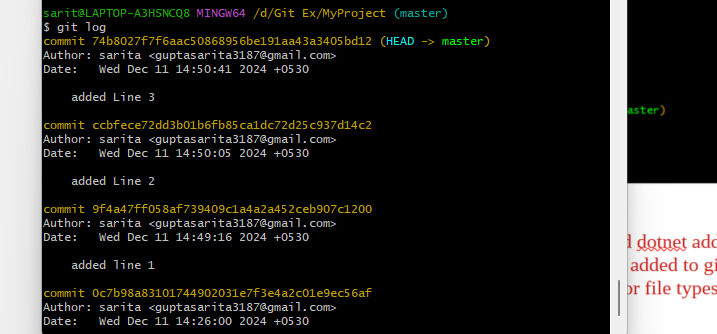 sarit@LAPTOP-A3HSNCQ8 MINGW64 /d/Git Ex/MyProject (master)
$ git log
commit 74b8027f7f6aac50868956be191aa43a3405bd12 (HEAD -> master)
Author: sarita <guptasarita3187@gmail.com>
Date:   Wed Dec 11 14:50:41 2024 +0530
added Line 3
commit ccbfece72dd3b01b6fb85ca1dc72d25c937d14c2
Author: sarita <guptasarita3187@gmail.com>
Date:   Wed Dec 11 14:50:05 2024 +0530
added Line 2
commit 9f4a47ff058af739409c1a4a2a452ceb907c1200
Author: sarita <guptasarita3187@gmail.com>
Date:   Wed Dec 11 14:49:16 2024 +0530
added line 1
commit 0c7b98a83101744902031e7f3e4a2c01e9ec56af
Author: sarita <guptasarita3187@gmail.com>
Date:   Wed Dec 11 14:26:00 2024 +0530
aster)
dotnet add
added to gi
or file types